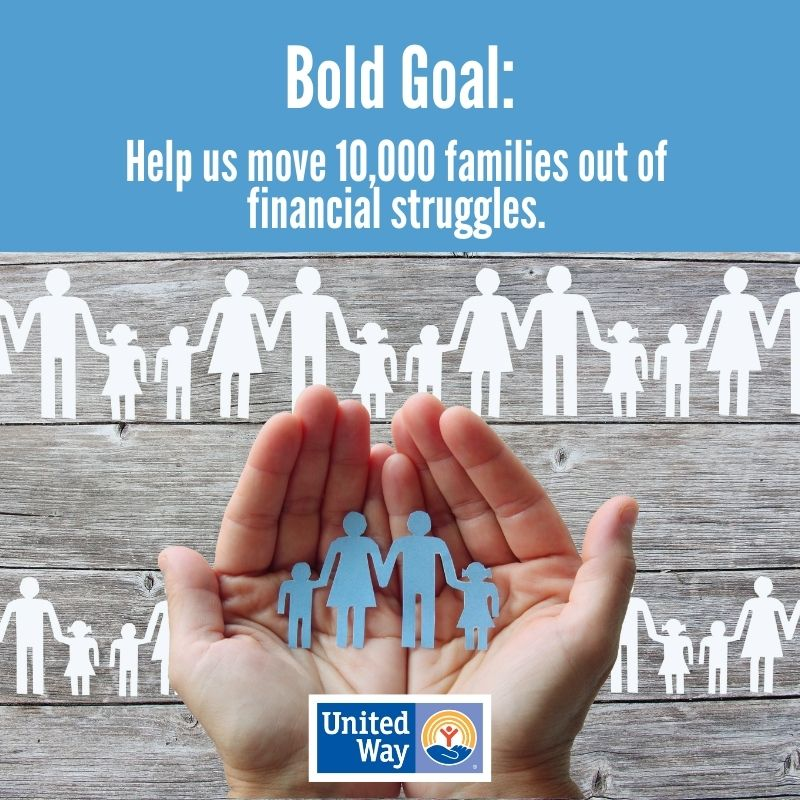 Bold Goal:
Help us move 10,000 families out of
financial struggles.
United
Way
®